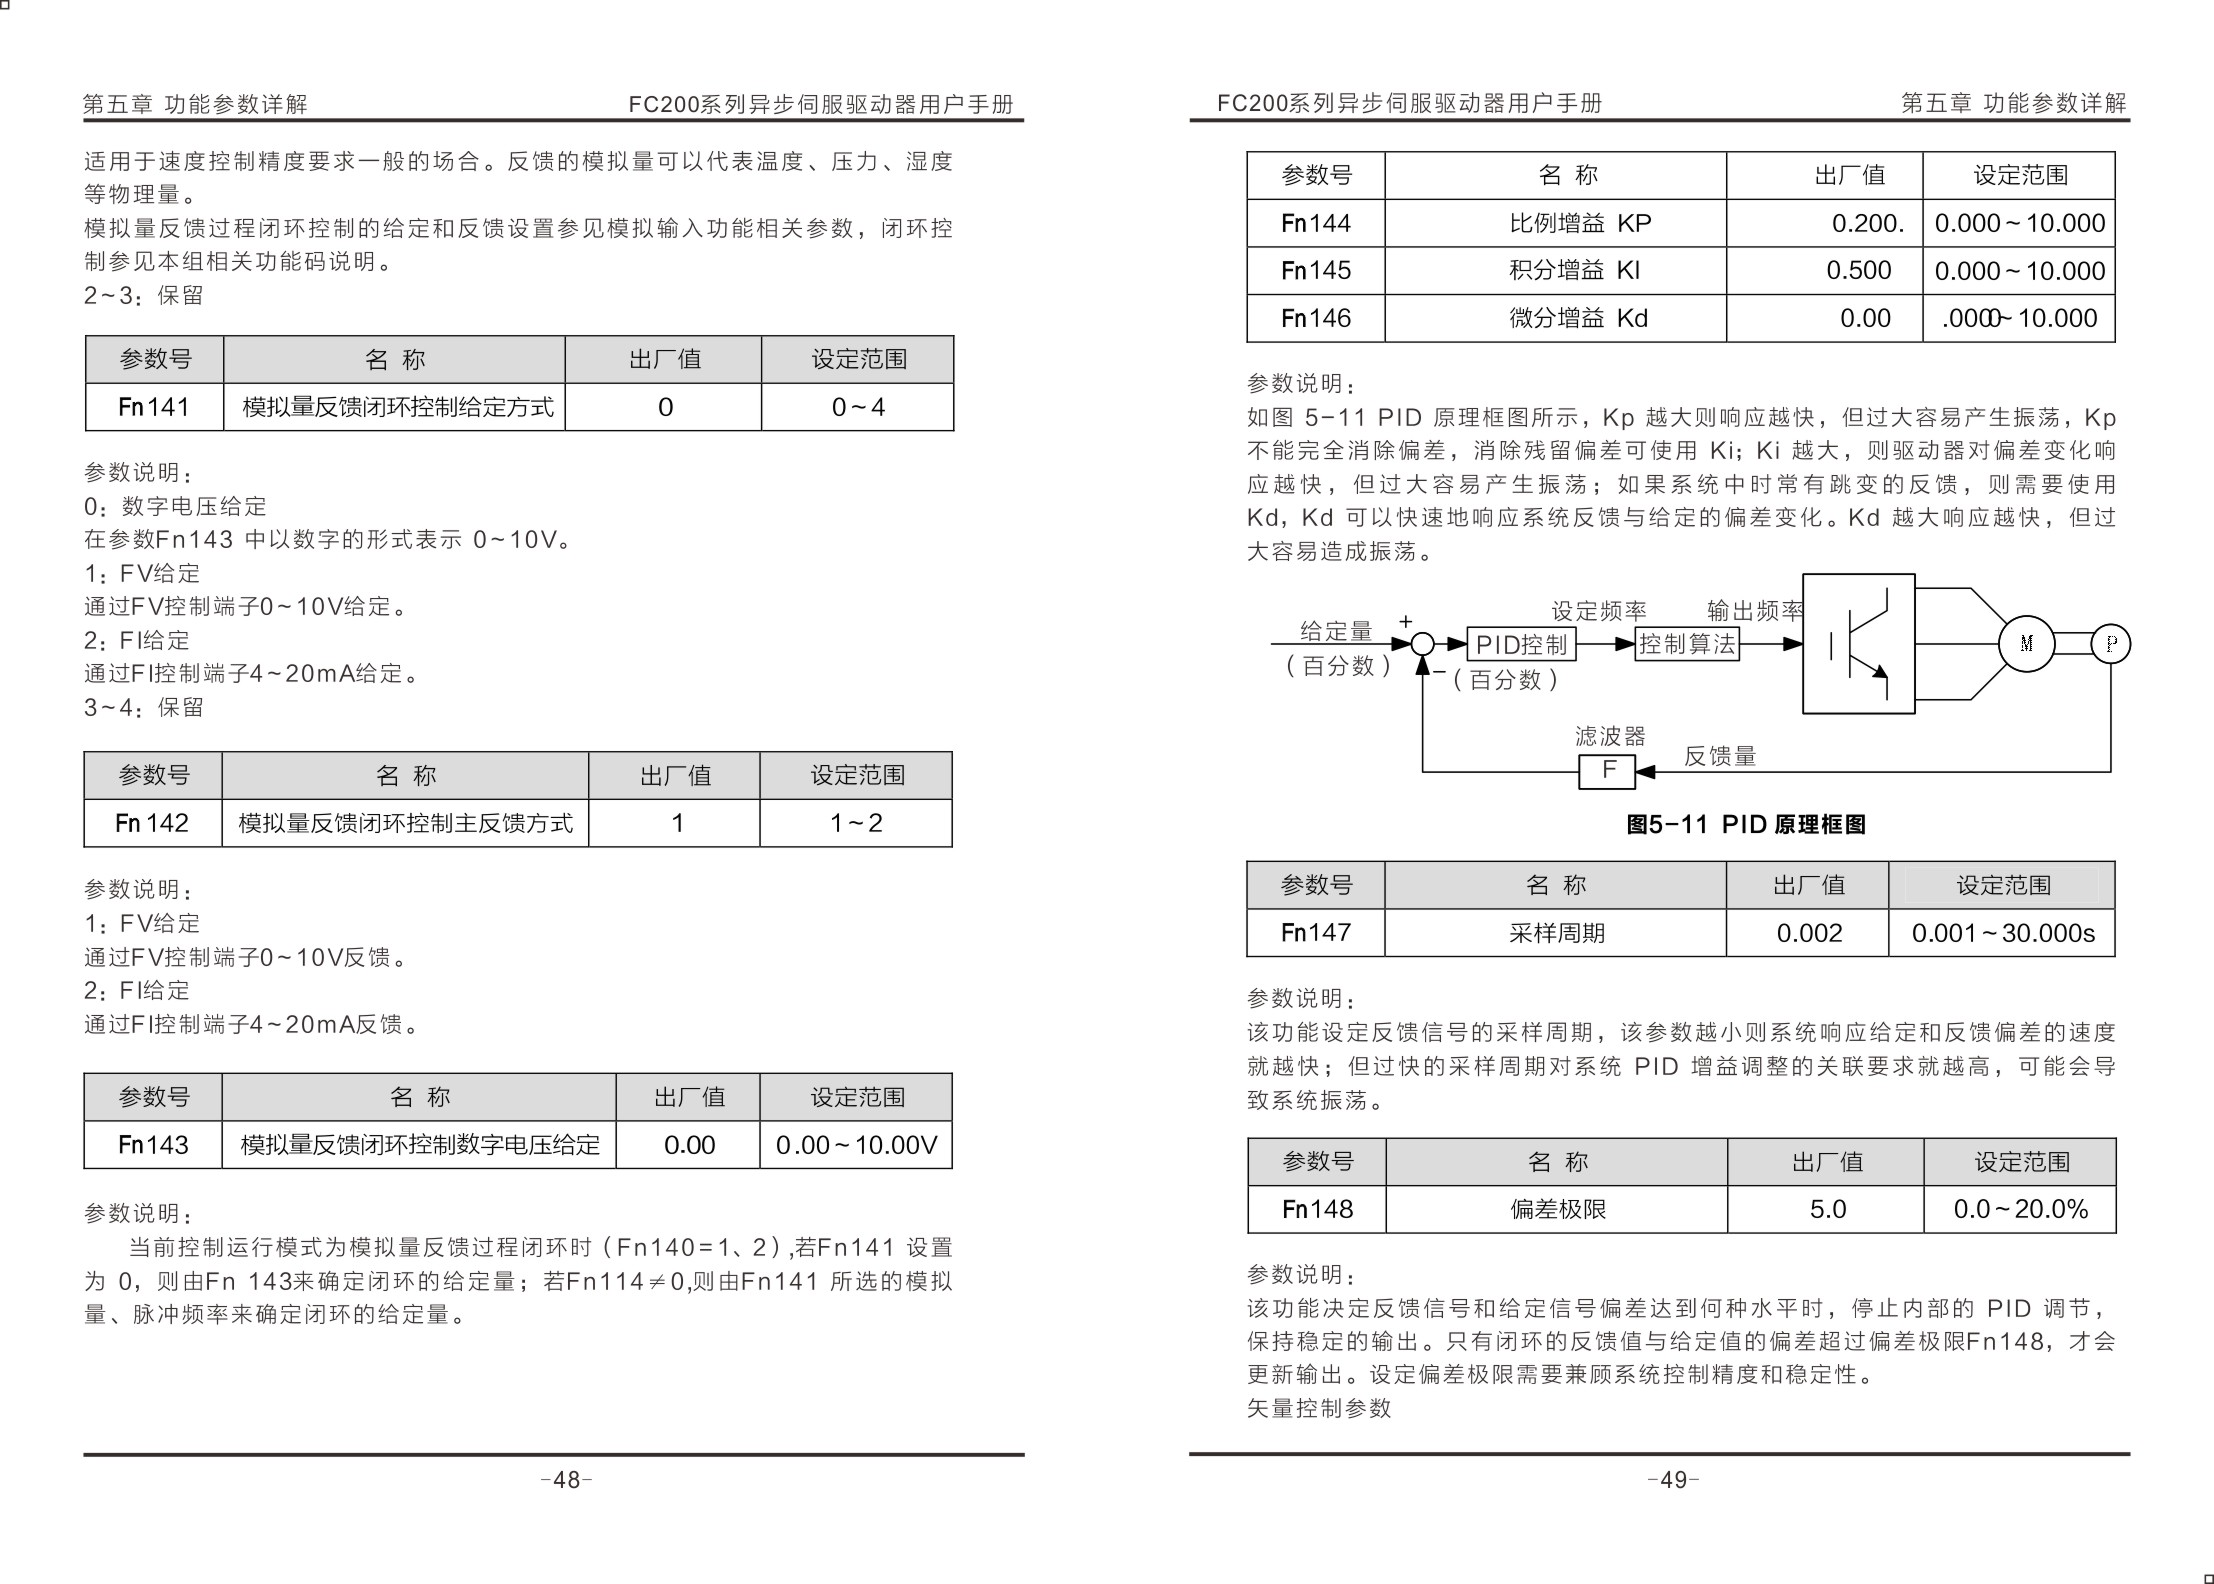 第五章 功能参数详解 FC200系列异步伺服驱动器用户手册
适用于速度控制精度要求一般的场合。反馈的模拟量可以代表温度、压力、湿度
等物理量。
模拟量反馈过程闭环控制的给定和反馈设置参见模拟输入功能相关参数，闭环控
制参见本组相关功能码说明。
2~3：保留
参数号 名 称 出厂值 设定范围
Fn141 模拟量反馈闭环控制给定方式 0 0~4
参数说明：
0：数字电压给定
在参数Fn143 中以数字的形式表示 0~10V。
1：FV给定
通过FV控制端子0~10V给定。
2：FI给定
通过FI控制端子4~20mA给定。
3~4：保留
参数号 名 称 出厂值 设定范围
Fn 142 模拟量反馈闭环控制主反馈方式 1 1~2
参数说明：
1：FV给定
通过FV控制端子0~10V反馈。
2：FI给定
通过FI控制端子4~20mA反馈。
参数号 名 称 出厂值 设定范围
Fn143 模拟量反馈闭环控制数字电压给定 0.00 0.00~10.00V
参数说明：
当前控制运行模式为模拟量反馈过程闭环时（Fn140=1、2）,若Fn141 设置
为 0，则由Fn 143来确定闭环的给定量；若Fn114≠0,则由Fn141 所选的模拟
量、脉冲频率来确定闭环的给定量。
-48-
FC200系列异步伺服驱动器用户手册 第五章 功能参数详解
参数号 名 称 出厂值 设定范围
Fn144 比例增益 KP 0.200. 0.000~10.000
Fn145 积分增益 KI 0.500 0.000~10.000
Fn146 微分增益 Kd 0.00 .0000~10.000
参数说明：
如图 5-11 PID 原理框图所示，Kp 越大则响应越快，但过大容易产生振荡，Kp
不能完全消除偏差，消除残留偏差可使用 Ki；Ki 越大，则驱动器对偏差变化响
应越快，但过大容易产生振荡；如果系统中时常有跳变的反馈，则需要使用
Kd，Kd 可以快速地响应系统反馈与给定的偏差变化。Kd 越大响应越快，但过
大容易造成振荡。
设定频率 输出频率
给定量 +
PID控制 控制算法 M P
（百分数） -（百分数）
滤波器
反馈量
F
图5-11 PID 原理框图
参数号 名 称 出厂值 设定范围
Fn147 采样周期 0.002 0.001~30.000s
参数说明：
该功能设定反馈信号的采样周期，该参数越小则系统响应给定和反馈偏差的速度
就越快；但过快的采样周期对系统 PID 增益调整的关联要求就越高，可能会导
致系统振荡。
参数号 名 称 出厂值 设定范围
Fn148 偏差极限 5.0 0.0~20.0%
参数说明：
该功能决定反馈信号和给定信号偏差达到何种水平时，停止内部的 PID 调节，
保持稳定的输出。只有闭环的反馈值与给定值的偏差超过偏差极限Fn148，才会
更新输出。设定偏差极限需要兼顾系统控制精度和稳定性。
矢量控制参数
-49-